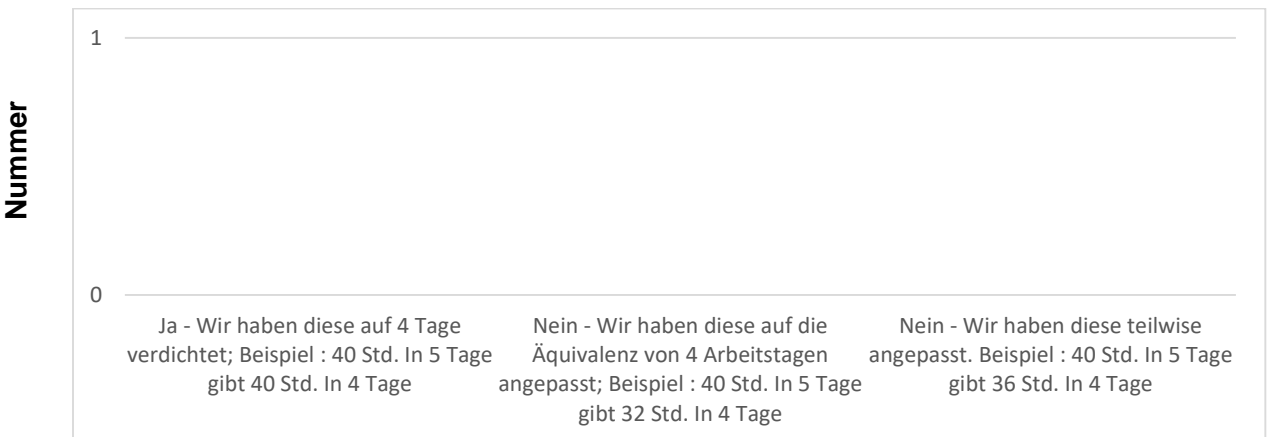 Nummer
1
0
Ja - Wir haben diese auf 4 Tage
verdichtet; Beispiel : 40 Std. In 5 Tage
gibt 40 Std. In 4 Tage
Nein - Wir haben diese auf die
Äquivalenz von 4 Arbeitstagen
angepasst; Beispiel : 40 Std. In 5 Tage
gibt 32 Std. In 4 Tage
Nein - Wir haben diese teilwise
angepasst. Beispiel : 40 Std. In 5 Tage
gibt 36 Std. In 4 Tage